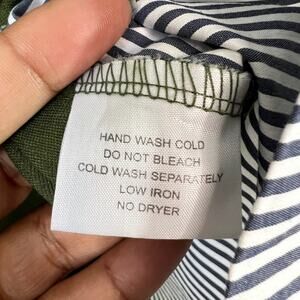 HAND WASH COLD
DO NOT BLEACH
COLD WASH SEPARATELY
LOW IRON
NO DRYER